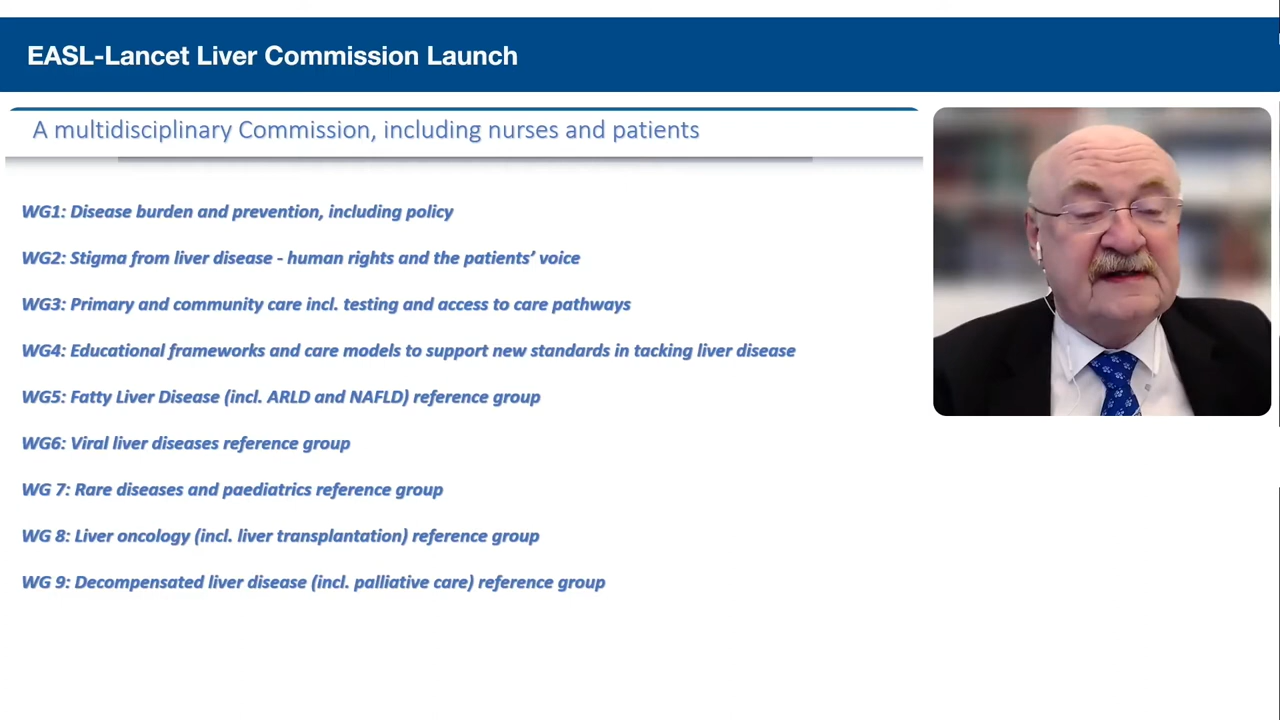 EASL-Lancet Liver Commission Launch
A multidisciplinary Commission, including nurses and patients
WG1: Disease burden and prevention, including policy
WG2: Stigma from liver disease - human rights and the patients’ voice
WG3: Primary and community care incl. testing and access to care pathways
WG4: Educational frameworks and care models to support new standards in tacking liver disease
WG5: Fatty Liver Disease (incl. ARLD and NAFLD) reference group
WG6: Viral liver diseases reference group
WG 7: Rare diseases and paediatrics reference group
WG 8: Liver oncology (incl. liver transplantation) reference group
WG 9: Decompensated liver disease (incl. palliative care) reference group